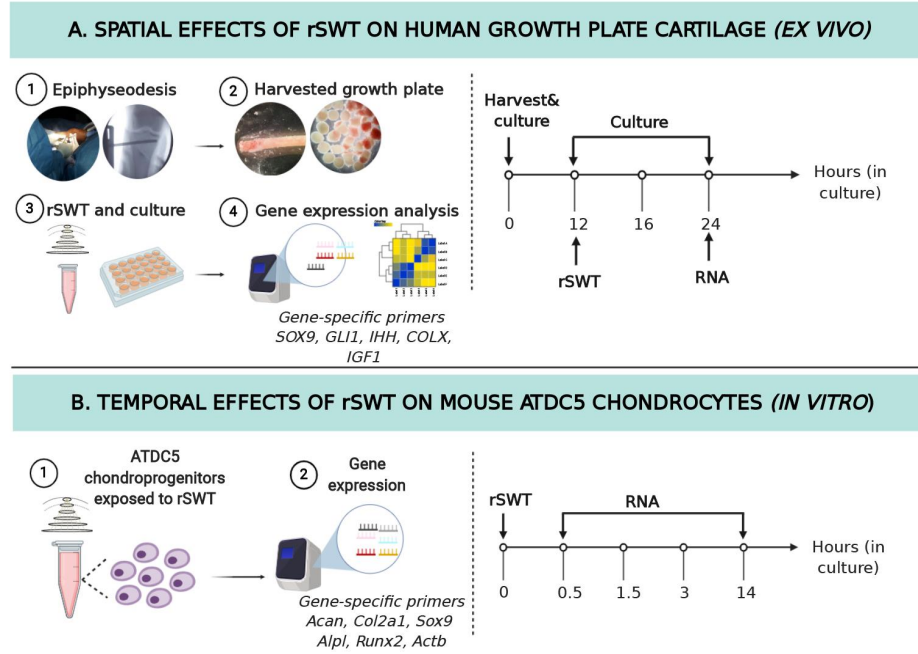 A. SPATIAL EFFECTS OF rSWT ON HUMAN GROWTH PLATE CARTILAGE (EX VIVO)
1 Epiphyseodesis
2 Harvested growth plate
3 rSWT and culture
4 Gene expression analysis
Gene-specific primers
SOX9, GLI1, IHH, COLX,
IGF1
Harvest&
culture
Culture
Hours (in
culture)
0 12 16 24
rSWT
RNA
B. TEMPORAL EFFECTS OF rSWT ON MOUSE ATDC5 CHONDROCYTES (IN VITRO)
1
ATDC5
chondroprogenitors
exposed to rSWT
2
Gene
expression
Gene-specific primers
Acan, Col2a1, Sox9
Alpl, Runx2, Actb
rSWT
RNA
Hours (in
culture)
0 0.5 1.5 3 14